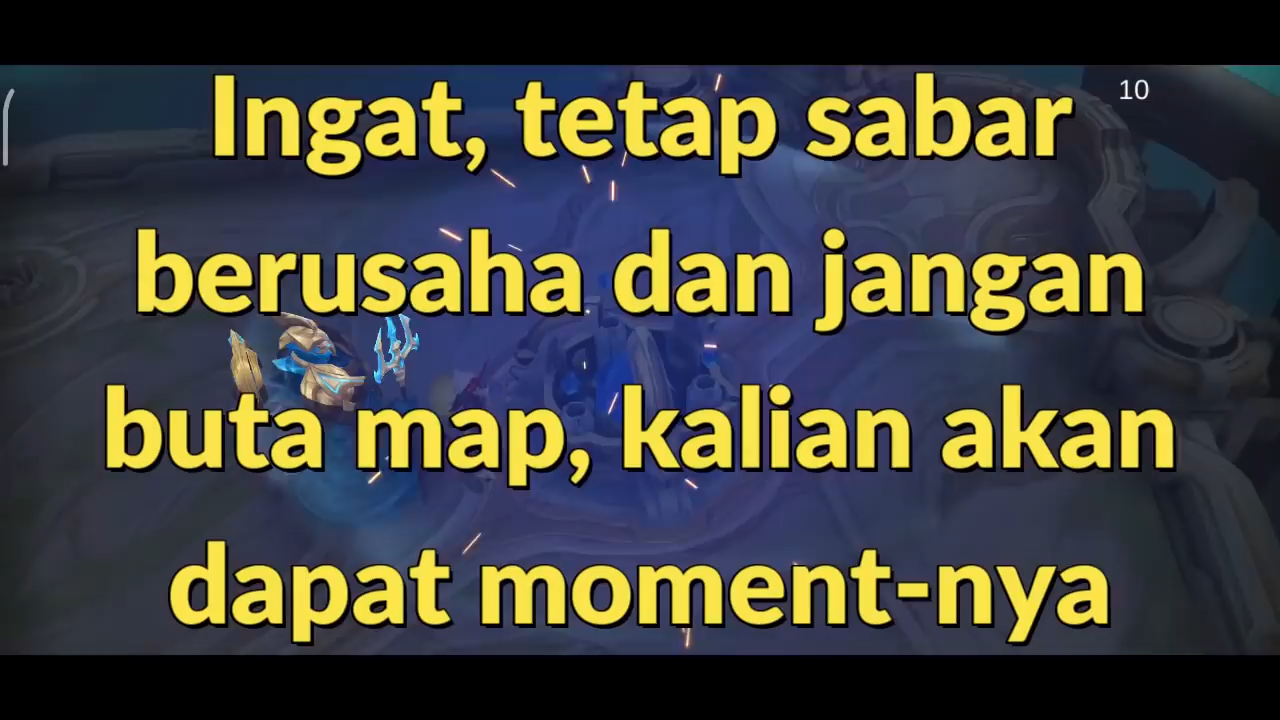 10
Ingat, tetap sabar
berusaha dan jangan
buta map, kalian akan
dapat moment-nya